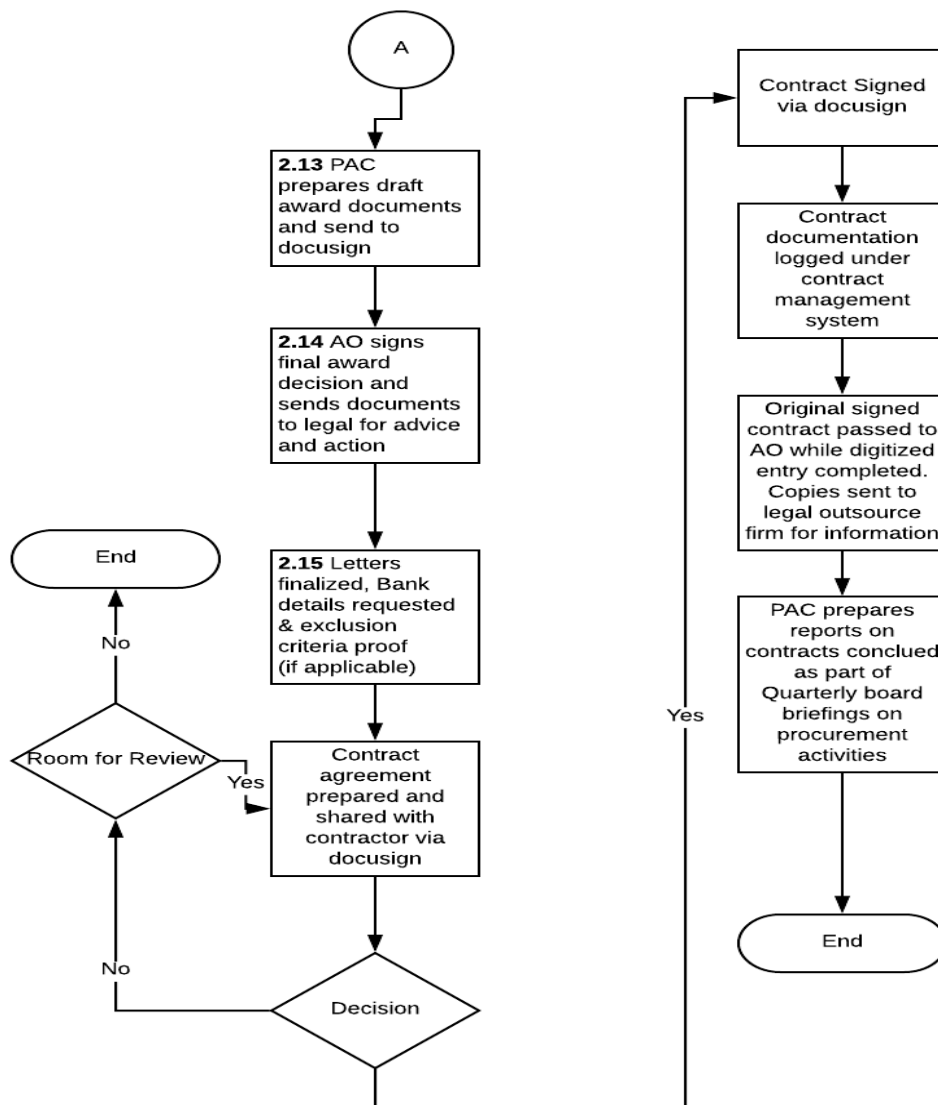 A
2.13 PAC
prepares draft
award documents
and send to
docusign
2.14 AO signs
final award
decision and
sends documents
to legal for advice
and action
2.15 Letters
finalized, Bank
details requested
& exclusion
criteria proof
(if applicable)
Contract
agreement
prepared and
shared with
contractor via
docusign
Decision
No
Room for Review
Yes
No
End
Yes
Contract Signed
via docusign
Contract
documentation
logged under
contract
management
system
Original signed
contract passed to
AO while digitized
entry completed.
Copies sent to
legal outsource
firm for information
PAC prepares
reports on
contracts conclued
as part of
Quarterly board
briefings on
procurement
activities
End